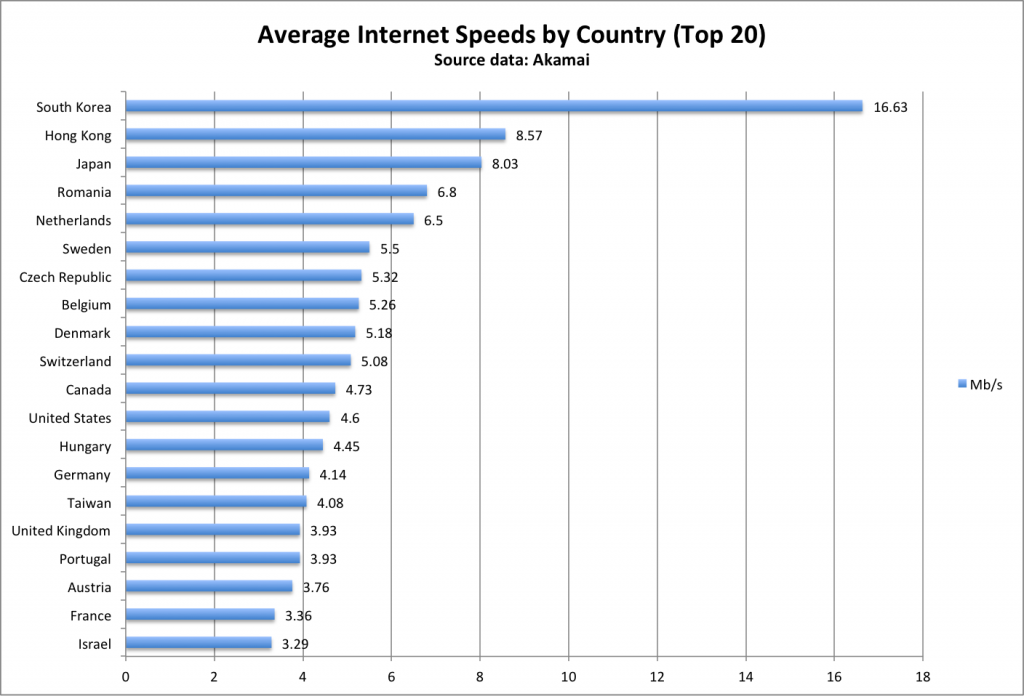 Average Internet Speeds by Country (Top 20)
Source data: Akamai
South Korea 16.63
Hong Kong 8.57
Japan 8.03
Romania 6.8
Netherlands 6.5
Sweden 5.5
Czech Republic 5.32
Belgium 5.26
Denmark 5.18
Switzerland 5.08
Canada 4.73
Mb/s
United States 4.6
Hungary 4.45
Germany 4.14
Taiwan 4.08
United Kingdom 3.93
Portugal 3.93
Austria 3.76
France 3.36
Israel 3.29
0 2 4 6 8 10 12 14 16 18